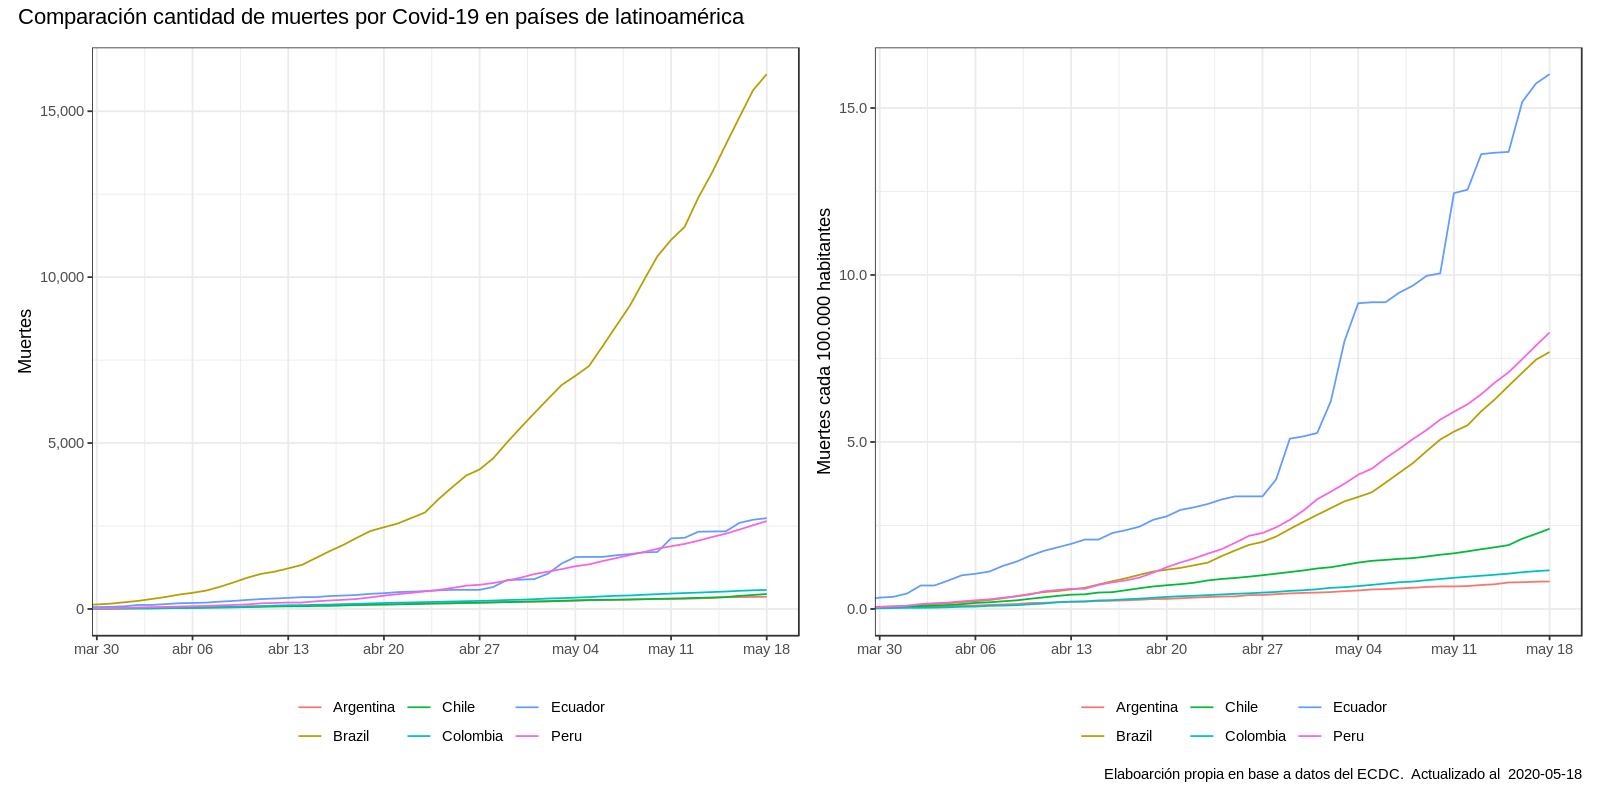 Comparación cantidad de muertes por Covid-19 en países de latinoamérica
Muertes
15,000
10,000
5,000
0
mar 30 abr 06 abr 13 abr 20 abr 27 may 04 may 11 may 18
Argentina Chile Ecuador
Brazil Colombia Peru
Muertes cada 100.000 habitantes
15.0
10.0
5.0
0.0
mar 30 abr 06 abr 13 abr 20 abr 27 may 04 may 11 may 18
Argentina Chile Ecuador
Brazil Colombia Peru
Elaboarción propia en base a datos del ECDC. Actualizado al 2020-05-18